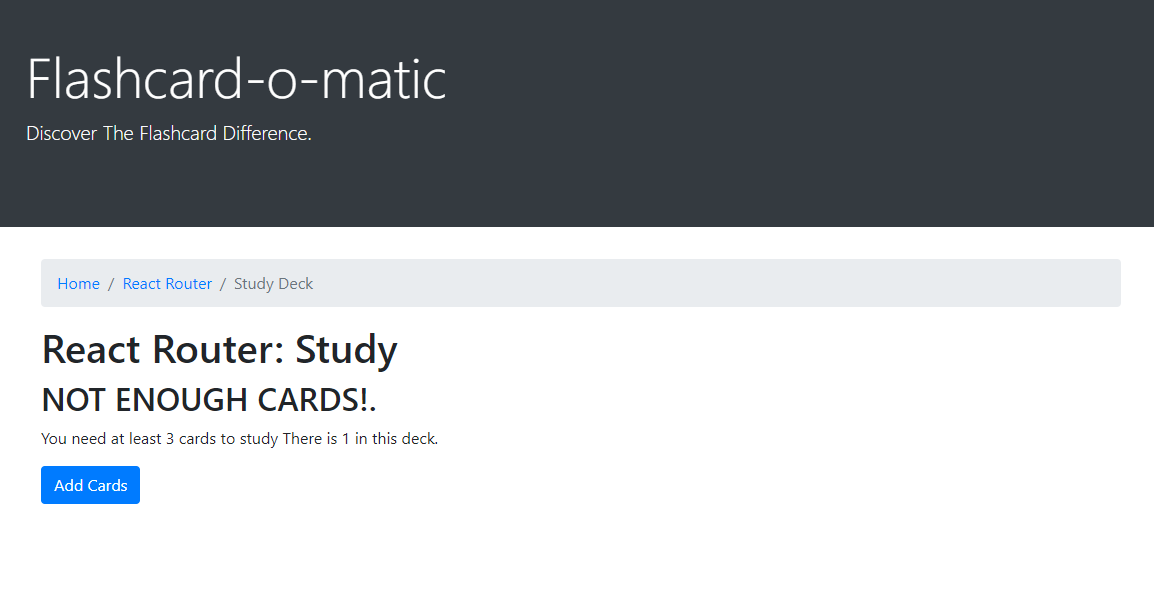 Flashcard-o-matic
Discover The Flashcard Difference.
Home / React Router / Study Deck
React Router: Study
NOT ENOUGH CARDS!.
You need at least 3 cards to study There is 1 in this deck.
Add Cards